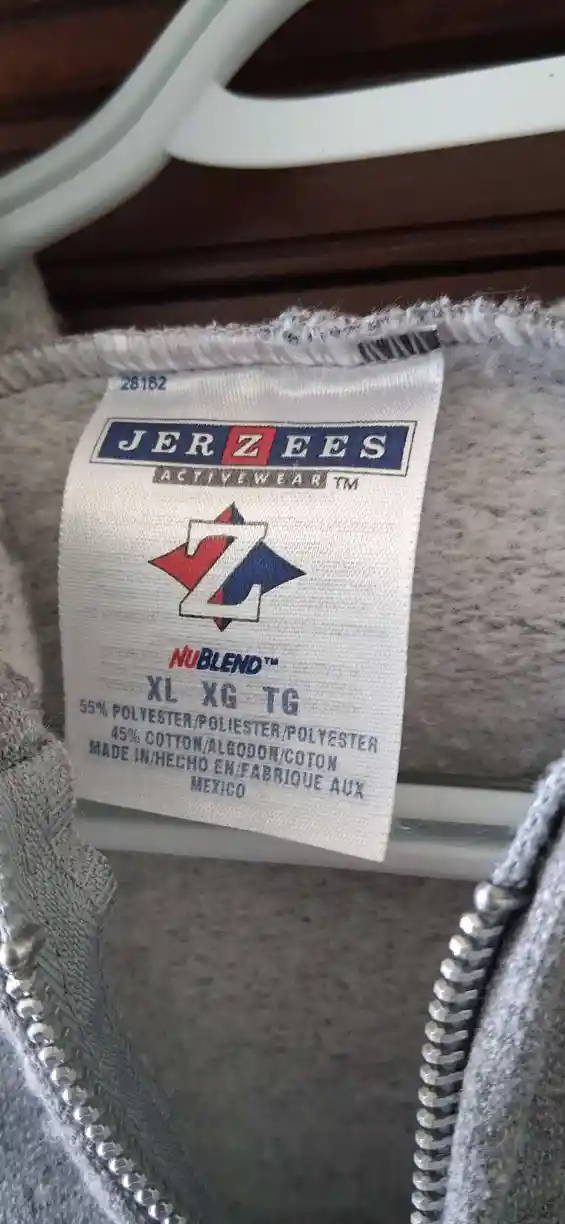 28162
JERZEES
ACTIVEWEAR TM
Z
NUBLEND™
XL XG TG
55% POLYESTER/POLIESTER/POLYESTER
45% COTTON/ALGODON/COTON
MADE IN/HECHO EN/FABRIQUE AUX
MEXICO